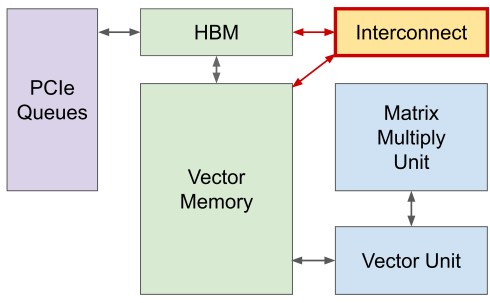 HBM
Interconnect
PCIe
Queues
Matrix
Multiply
Unit
Vector
Memory
Vector Unit